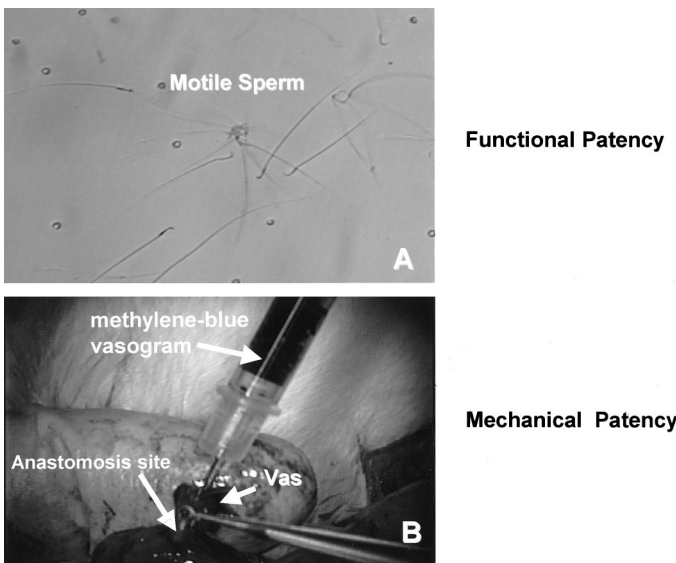 Motile Sperm
Functional Patency
A
methylene-blue
vasogram
Mechanical Patency
Anastomosis site
Vas
B